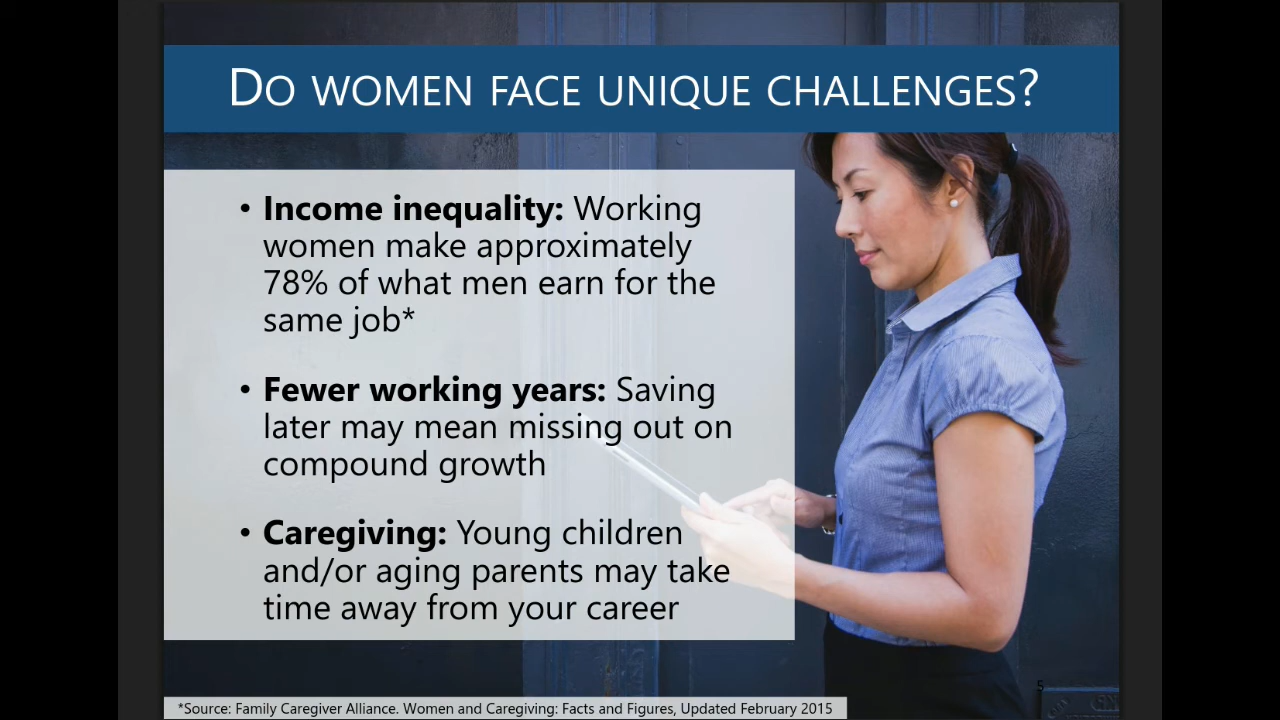 DO WOMEN FACE UNIQUE CHALLENGES?
• Income inequality: Working
women make approximately
78% of what men earn for the
same job*
• Fewer working years: Saving
later may mean missing out on
compound growth
• Caregiving: Young children
and/or aging parents may take
time away from your career
5
*Source: Family Caregiver Alliance. Women and Caregiving: Facts and Figures, Updated February 2015